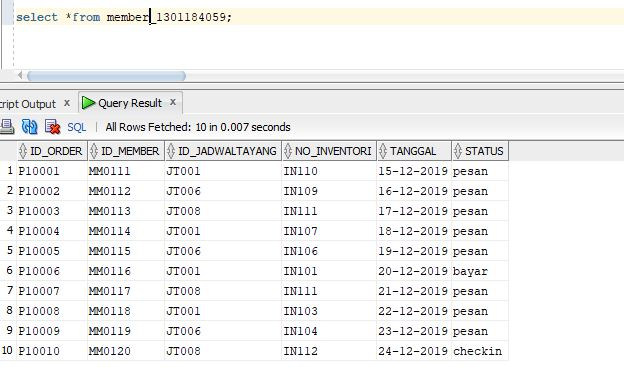 select *from member_1301184059;
cript Output x Query Result x
SQL | All Rows Fetched: 10 in 0.007 seconds
ID_ORDER ID_MEMBER ID_JADWALTAYANG NO_INVENTORI TANGGAL STATUS
1 P10001 MM0111 JT001 IN110 15-12-2019 pesan
2 P10002 MM0112 JT006 IN109 16-12-2019 pesan
3 P10003 MM0113 JT008 IN111 17-12-2019 pesan
4 P10004 MM0114 JT001 IN107 18-12-2019 pesan
5 P10005 MM0115 JT006 IN106 19-12-2019 pesan
6 P10006 MM0116 JT001 IN101 20-12-2019 bayar
7 P10007 MM0117 JT008 IN111 21-12-2019 pesan
8 P10008 MM0118 JT001 IN103 22-12-2019 pesan
9 P10009 MM0119 JT006 IN104 23-12-2019 pesan
10 P10010 MM0120 JT008 IN112 24-12-2019 checkin